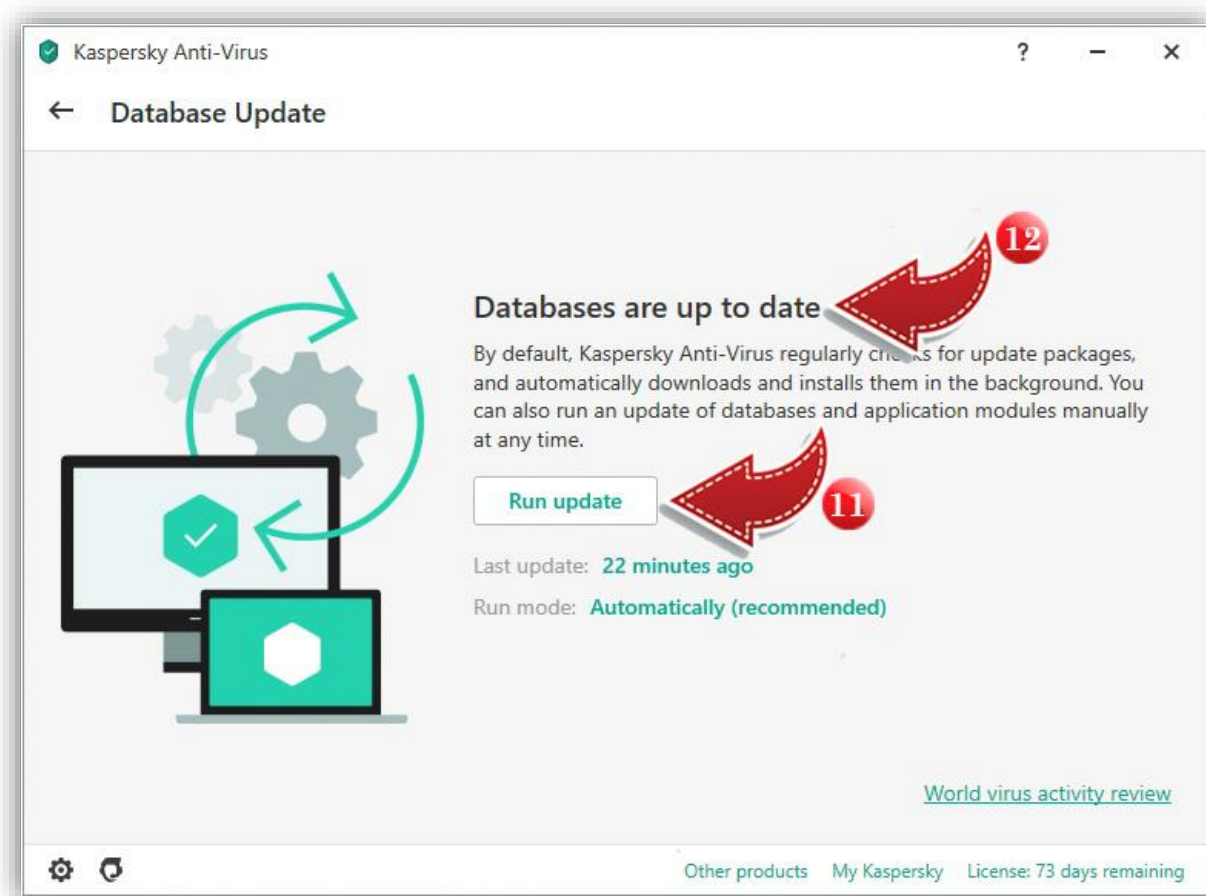 Kaspersky Anti-Virus ?
Database Update
12
Databases are up to date
By default, Kaspersky Anti-Virus regularly for update packages,
and automatically downloads and installs them in the background. You
can also run an update of databases and application modules manually
at any time.
Run update
11
Last update: 22 minutes ago
Run mode: Automatically (recommended)
World virus activity review
Other products My Kaspersky License: 73 days remaining